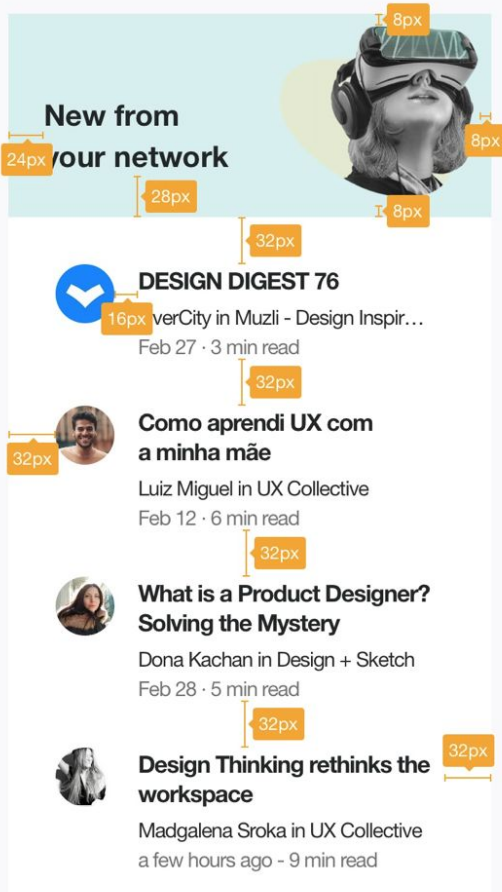 8px
New from
your network
24px
8px
28px
8px
32px
DESIGN DIGEST 76
16px
verCity in Muzli - Design Inspir…
Feb 27 · 3 min read
32px
Como aprendi UX com
a minha mãe
32px
Luiz Miguel in UX Collective
Feb 12 · 6 min read
32px
What is a Product Designer?
Solving the Mystery
Dona Kachan in Design + Sketch
Feb 28 · 5 min read
32px
32px
Design Thinking rethinks the
workspace
Madgalena Sroka in UX Collective
a few hours ago - 9 min read